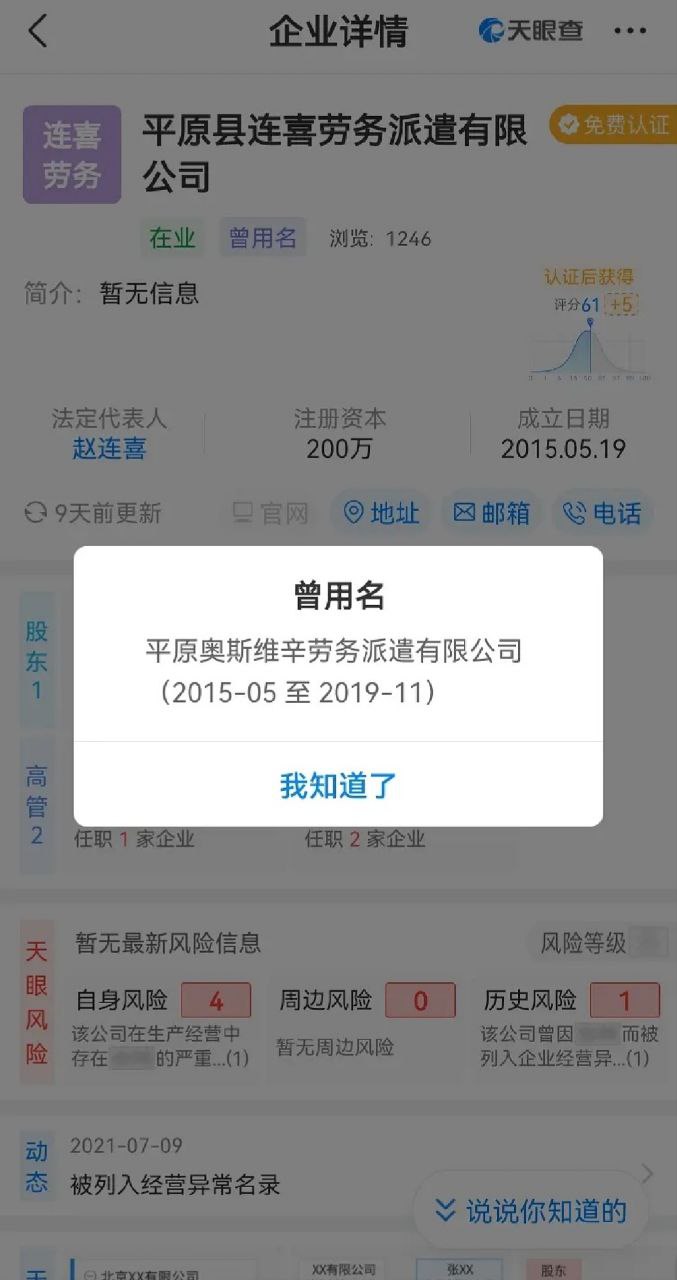 企业详情
天眼查
连喜
劳务
平原县连喜劳务派遣有限
公司
免费认证
在业 曾用名 浏览: 1246
简介: 暂无信息
认证后获得
评分61 +5
法定代表人 注册资本 成立日期
赵连喜 200万 2015.05.19
9天前更新 官网 地址 邮箱 电话
曾用名
平原奥斯维辛劳务派遣有限公司
(2015-05 至 2019-11)
我知道了
股东1
高管2
任职 1 家企业 任职 2 家企业
天眼风险
暂无最新风险信息 风险等级
自身风险 4 周边风险 0 历史风险 1
该公司在生产经营中
存在 的严重...(1)
暂无周边风险
该公司曾因 而被
列入企业经营异...(1)
动态
2021-07-09
被列入经营异常名录
说说你知道的
天
北京XX有限公司 XX有限公司 张XX 股东